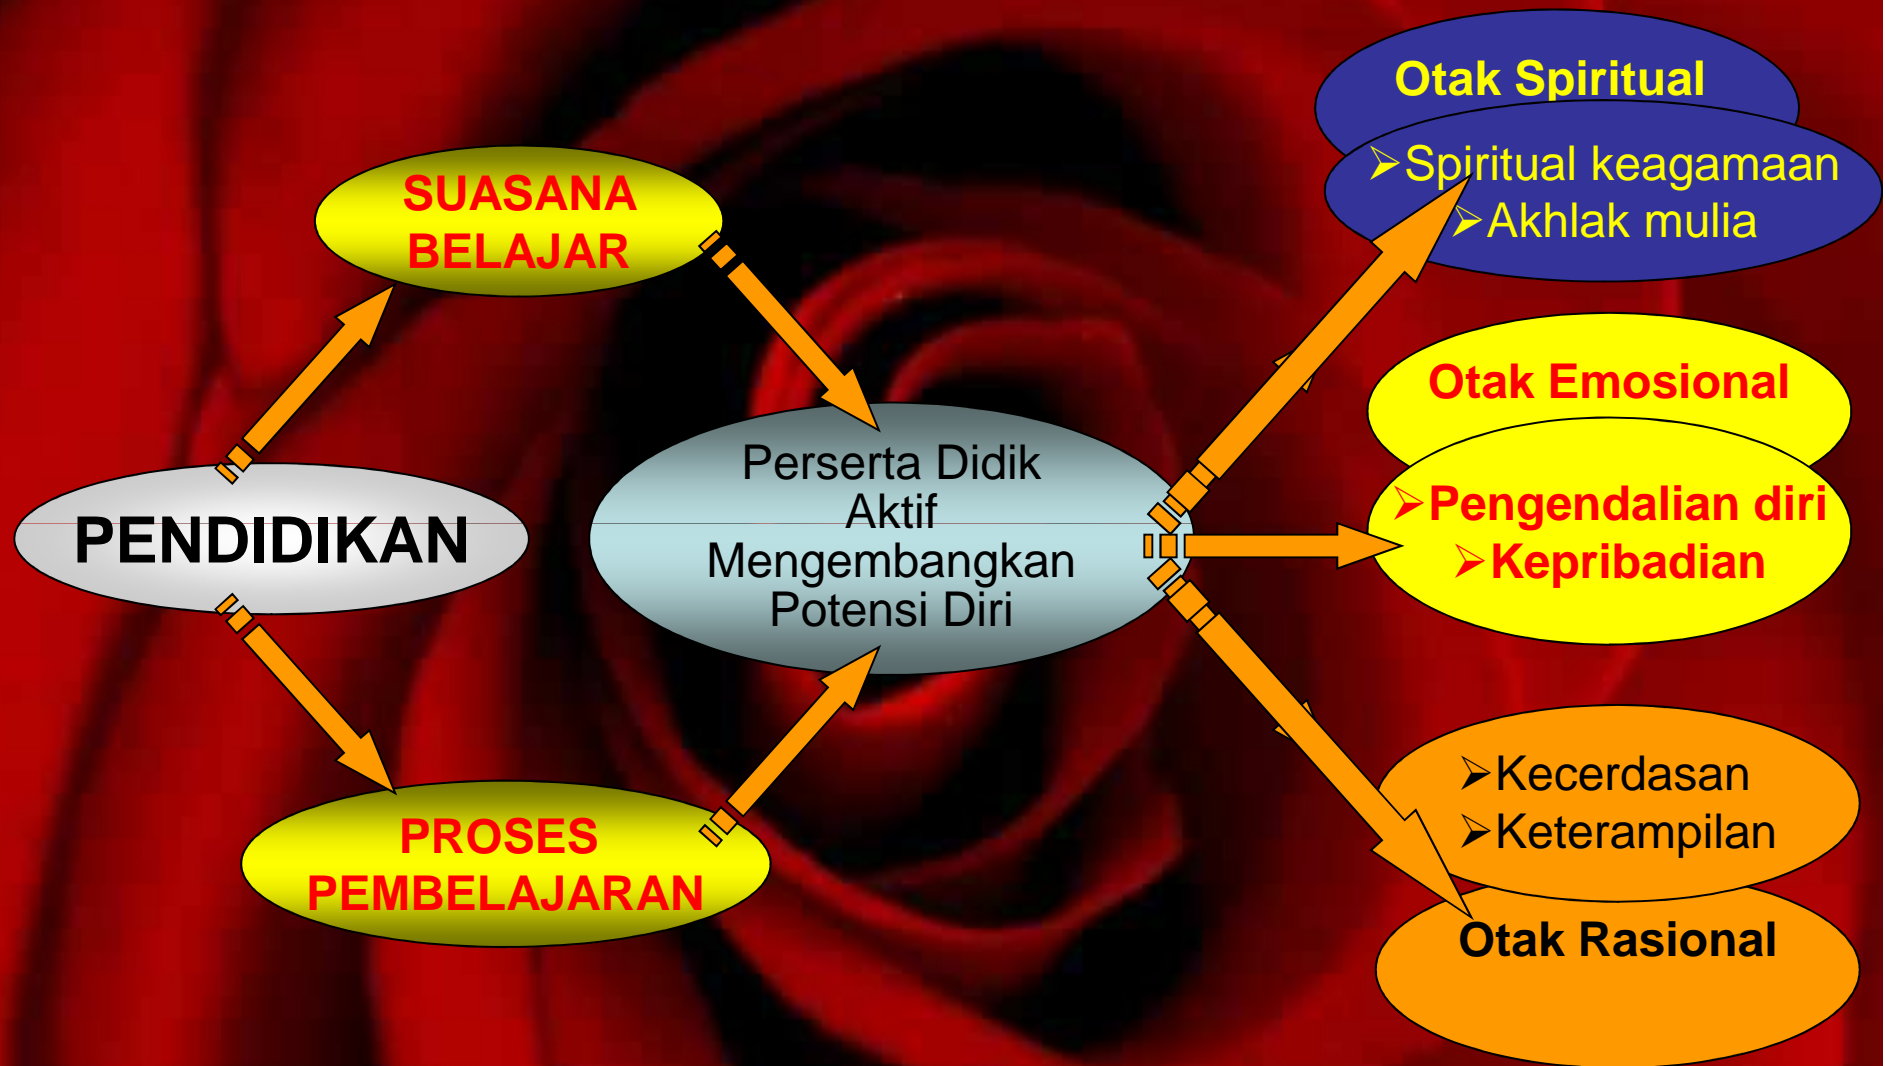 PENDIDIKAN
SUASANA
BELAJAR
PROSES
PEMBELAJARAN
Perserta Didik
Aktif
Mengembangkan
Potensi Diri
Otak Spiritual
➢Spiritual keagamaan
➢Akhlak mulia
Otak Emosional
➢Pengendalian diri
➢Kepribadian
➢Kecerdasan
➢Keterampilan
Otak Rasional